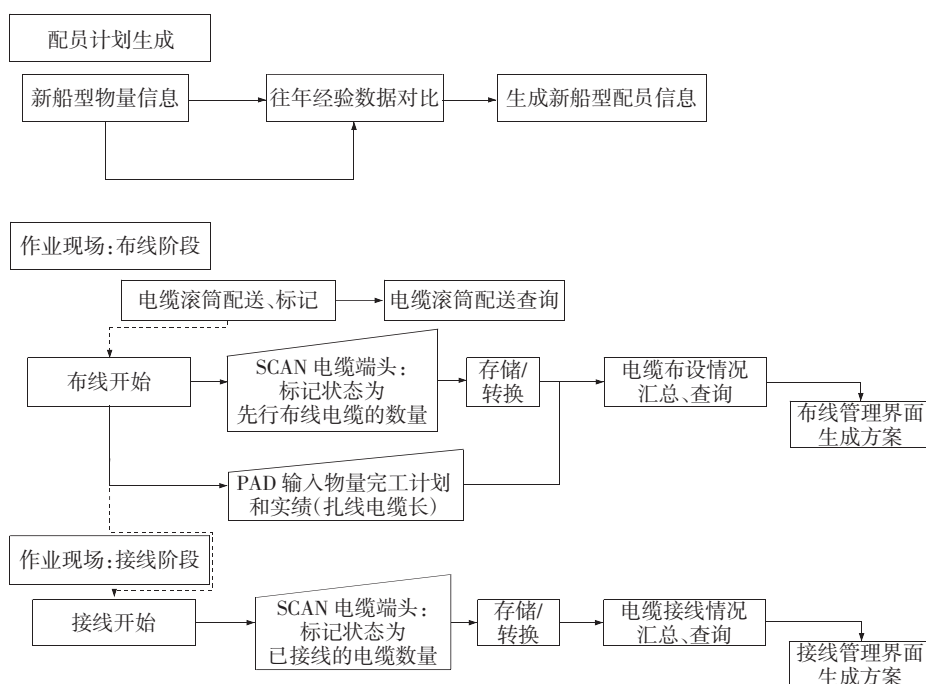 配员计划生成
新船型物量信息
往年经验数据对比
生成新船型配员信息
作业现场:布线阶段
电缆滚筒配送、标记
电缆滚筒配送查询
布线开始
SCAN 电缆端头:
标记状态为
先行布线电缆的数量
存储/
转换
电缆布设情况
汇总、查询
布线管理界面
生成方案
PAD 输入物量完工计划
和实绩(扎线电缆长)
作业现场:接线阶段
接线开始
SCAN 电缆端头:
标记状态为
已接线的电缆数量
存储/
转换
电缆接线情况
汇总、查询
接线管理界面
生成方案